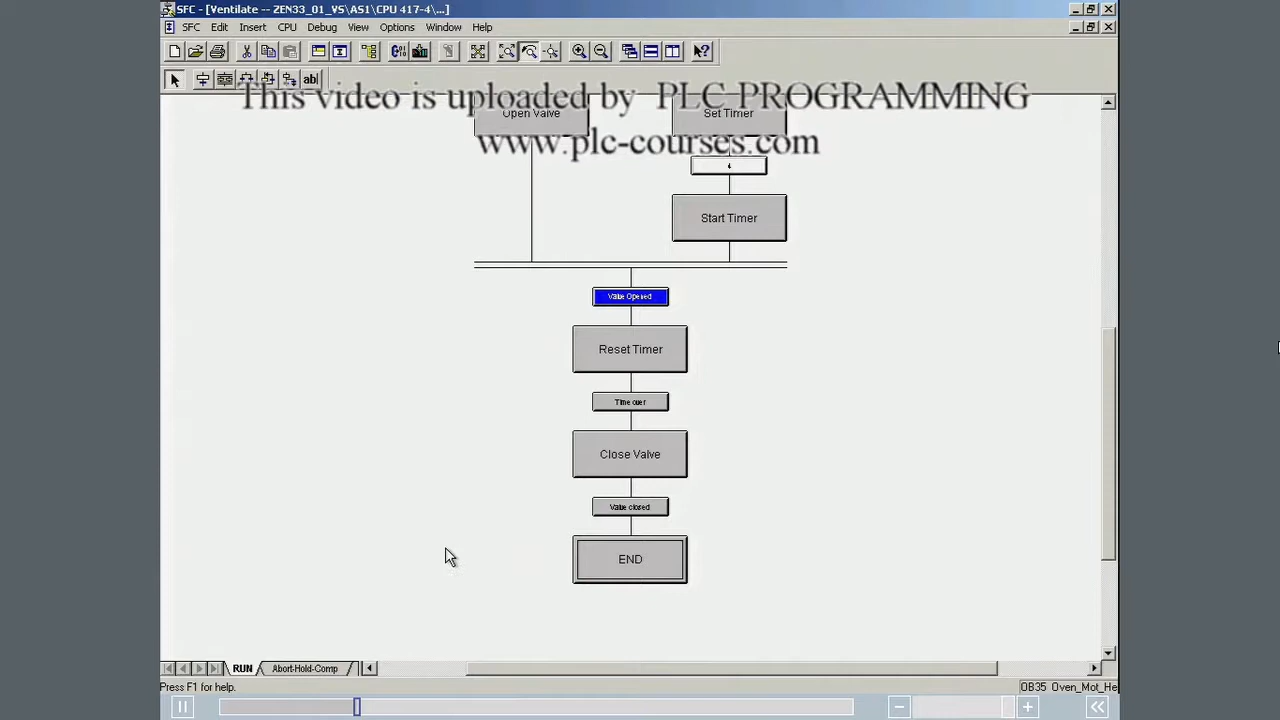 SFC - [Ventilate -- ZEN33_01_VS\AS1\CPU 417-4\...]
SFC Edit Insert CPU Debug View Options Window Help
abl
This video is uploaded by PLC PROGRAMMING
www.plc-courses.com
Open Valve
Set Timer
4
Start Timer
Valve Opened
Reset Timer
Time over
Close Valve
Valve closed
END
RUN Abort-Hold-Comp
Press F1 for help.
OB35 Oven_Mot_He